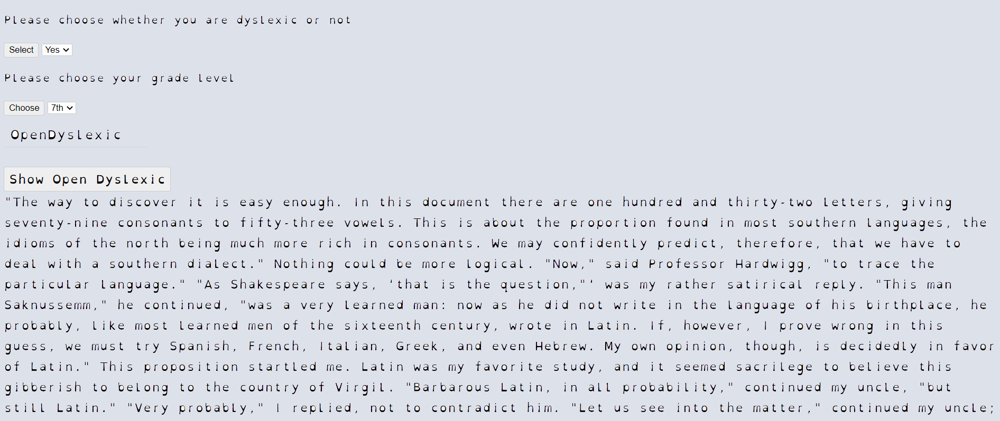 Please choose whether you are dyslexic or not
Select Yes
Please choose your grade level
Choose 7th
OpenDyslexic
Show Open Dyslexic
"The way to discover it is easy enough. In this document there are one hundred and thirty-two letters, giving
seventy-nine consonants to fifty-three vowels. This is about the proportion found in most southern languages, the
idioms of the north being much more rich in consonants. We may confidently predict, therefore, that we have to
deal with a southern dialect." Nothing could be more logical. "Now," said Professor Hardwigg, "to trace the
particular language." "As Shakespeare says, ‘that is the question,"‘ was my rather satirical reply. "This man
Saknussemm," he continued, "was a very learned man: now as he did not write in the language of his birthplace, he
probably, like most learned men of the sixteenth century, wrote in Latin. If, however, I prove wrong in this
guess, we must try Spanish, French, Italian, Greek, and even Hebrew. My own opinion, though, is decidedly in favor
of Latin." This proposition startled me. Latin was my favorite study, and it seemed sacrilege to believe this
gibberish to belong to the country of Virgil. "Barbarous Latin, in all probability," continued my uncle, "but
still Latin." "Very probably," I replied, not to contradict him. "Let us see into the matter," continued my uncle;